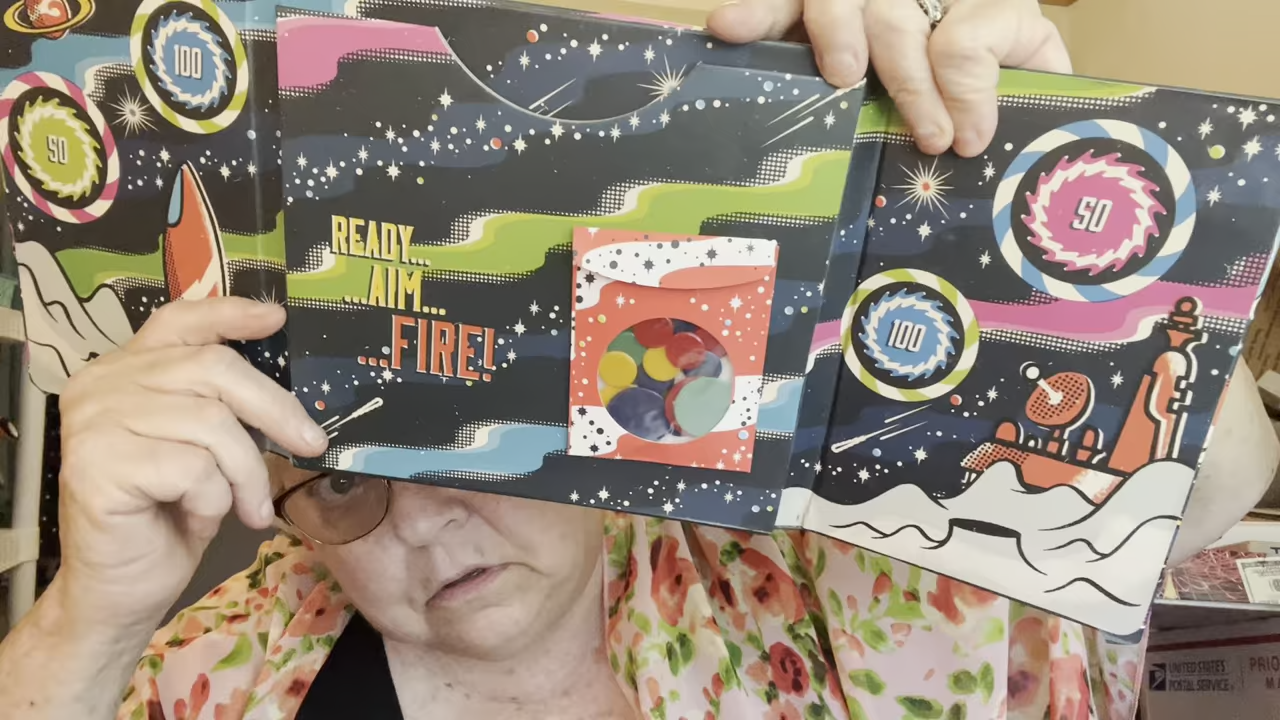 100
50
READY...
...AIM...
...FIRE!
50
100
UNITED STATES
POSTAL SERVICE